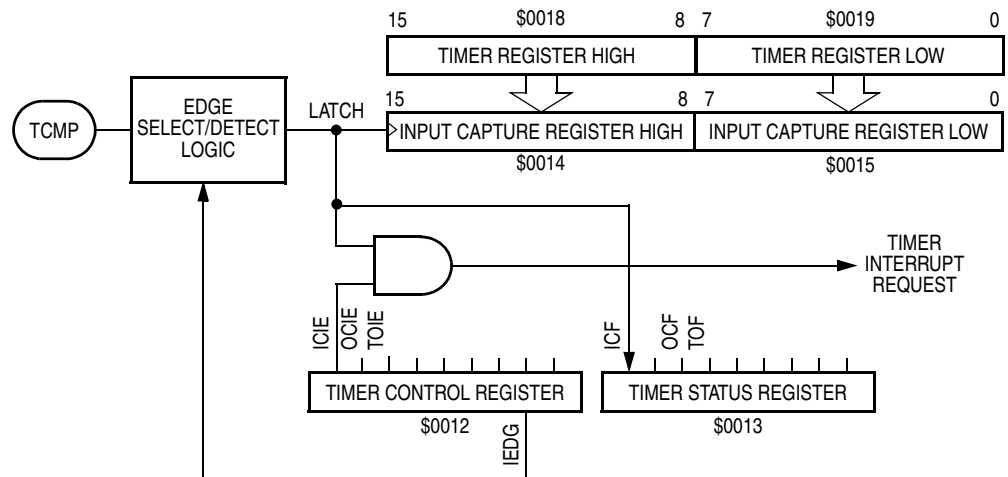 15 $0018 8 7 $0019 0
TIMER REGISTER HIGH TIMER REGISTER LOW
15 8 7 0
TCMP
EDGE
SELECT/DETECT
LOGIC
LATCH
INPUT CAPTURE REGISTER HIGH INPUT CAPTURE REGISTER LOW
$0014 $0015
TIMER
INTERRUPT
REQUEST
ICIE
OCIE
TOIE
ICF
OCF
TOF
TIMER CONTROL REGISTER TIMER STATUS REGISTER
$0012 $0013
IEDG